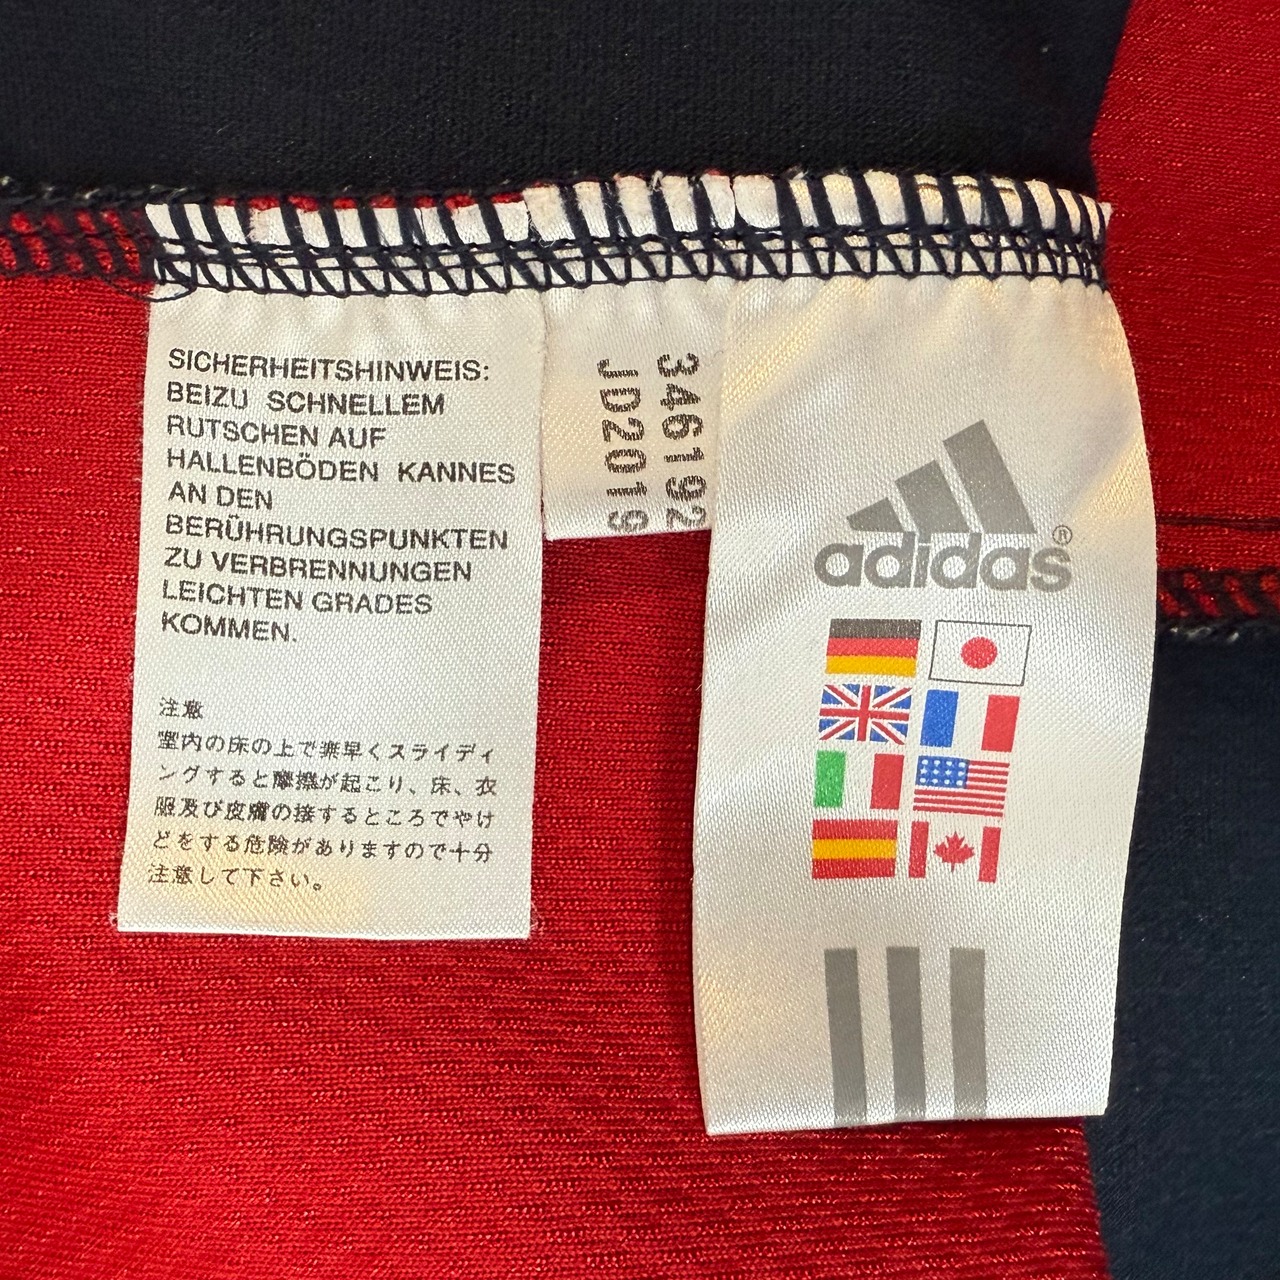 SICHERHEITSHINWEIS:
BEIZU SCHNELLEM
RUTSCHEN AUF
HALLENBÖDEN KANNES
AN DEN
BERÜHRUNGSPUNKTEN
ZU VERBRENNUNGEN
LEICHTEN GRADES
KOMMEN.
注意
室内の床の上で素早くスライディ
ングすると摩擦が起こり、床、衣
服及び皮膚の接するところでやけ
どをする危険がありますので十分
注意して下さい。
346192
JD2019
adidas®